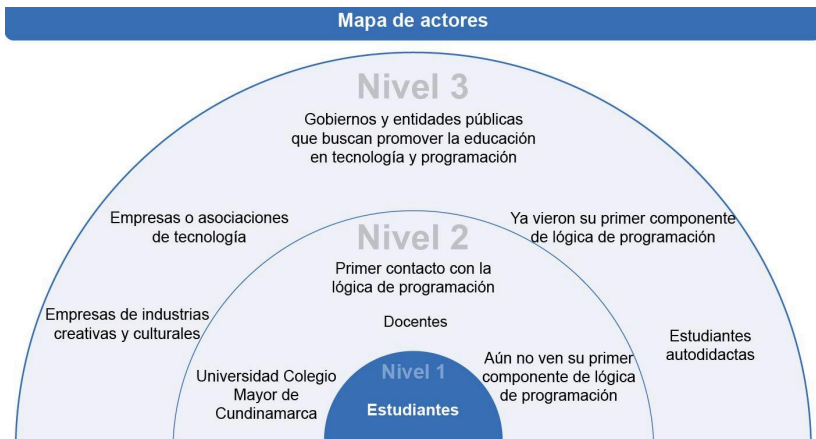 Mapa de actores
Nivel 3
Gobiernos y entidades públicas
que buscan promover la educación
en tecnología y programación
Empresas o asociaciones
de tecnología
Ya vieron su primer componente
de lógica de programación
Nivel 2
Primer contacto con la
lógica de programación
Empresas de industrias
creativas y culturales
Docentes
Estudiantes
autodidactas
Universidad Colegio
Mayor de
Cundinamarca
Nivel 1
Estudiantes
Aún no ven su primer
componente de lógica
de programación